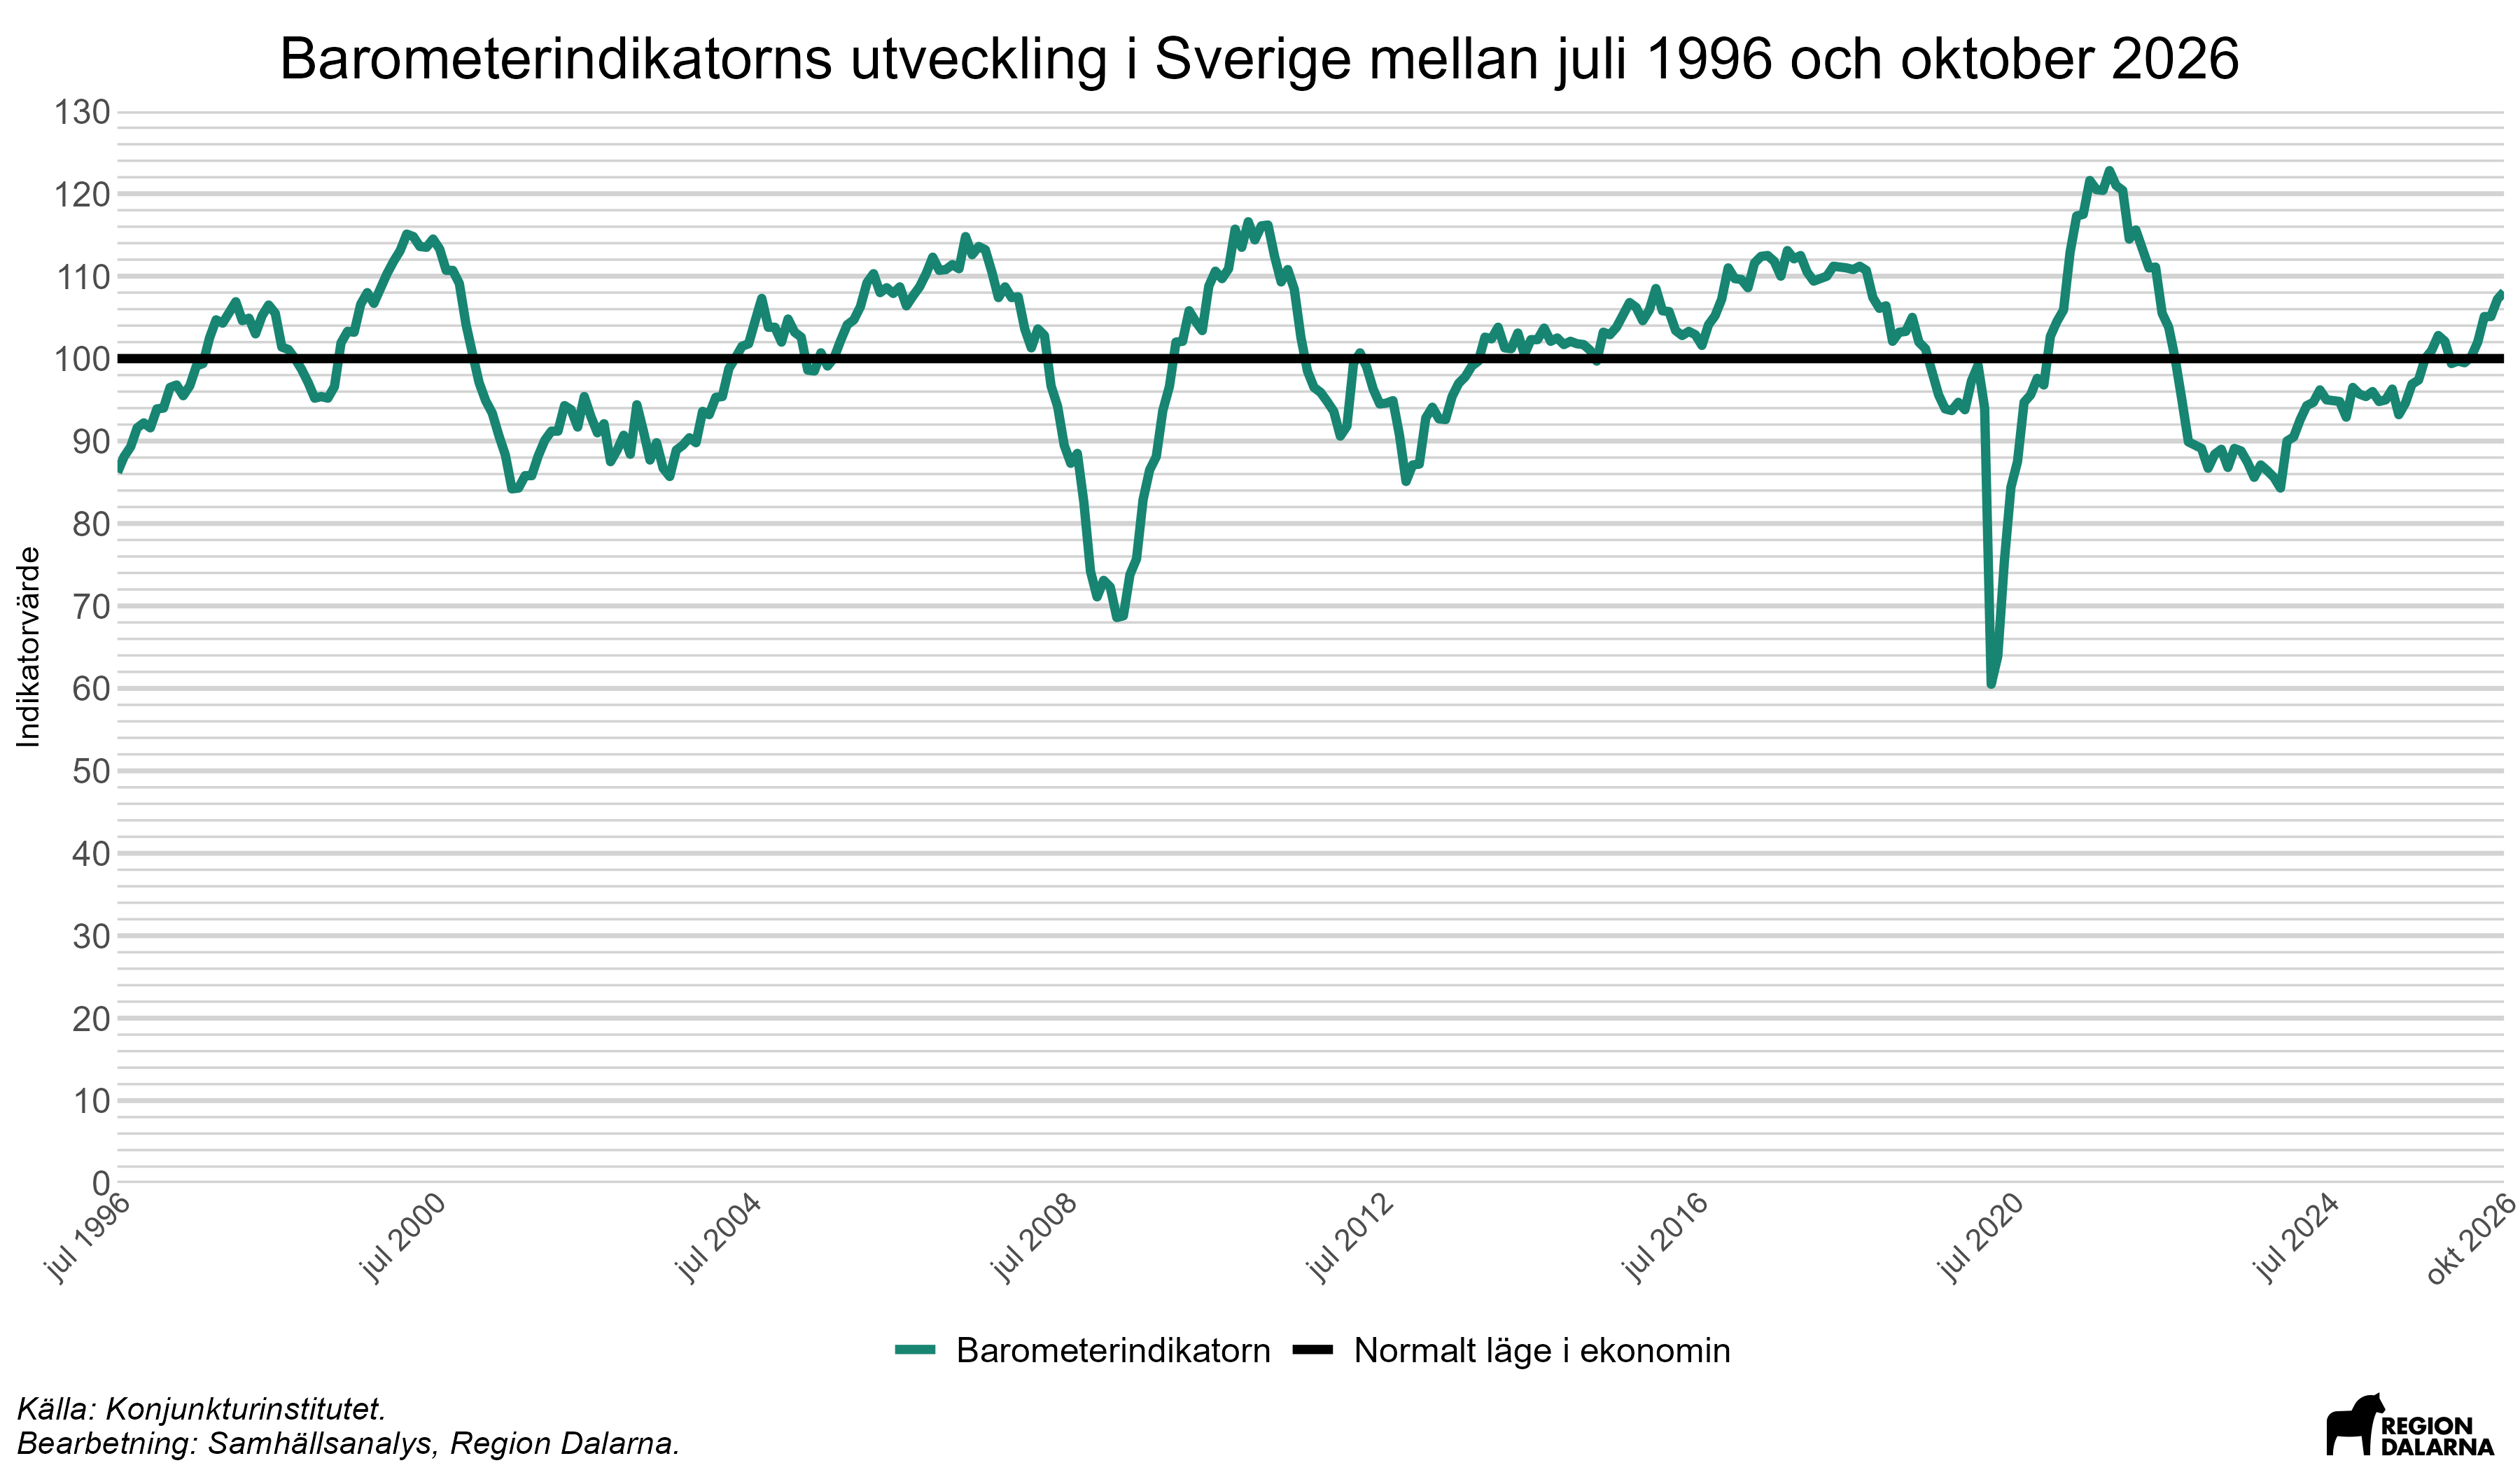 Barometerindikatorns utveckling i Sverige mellan juli 1996 och oktober 2026
130
120
110
100
90
80
70
60
50
40
30
20
10
0
Indikatorvärde
jul 1996
jul 2000
jul 2004
jul 2008
jul 2012
jul 2016
jul 2020
jul 2024
okt 2026
Barometerindikatorn
Normalt läge i ekonomin
Källa: Konjunkturinstitutet.
Bearbetning: Samhällsanalys, Region Dalarna.
REGION
DALARNA